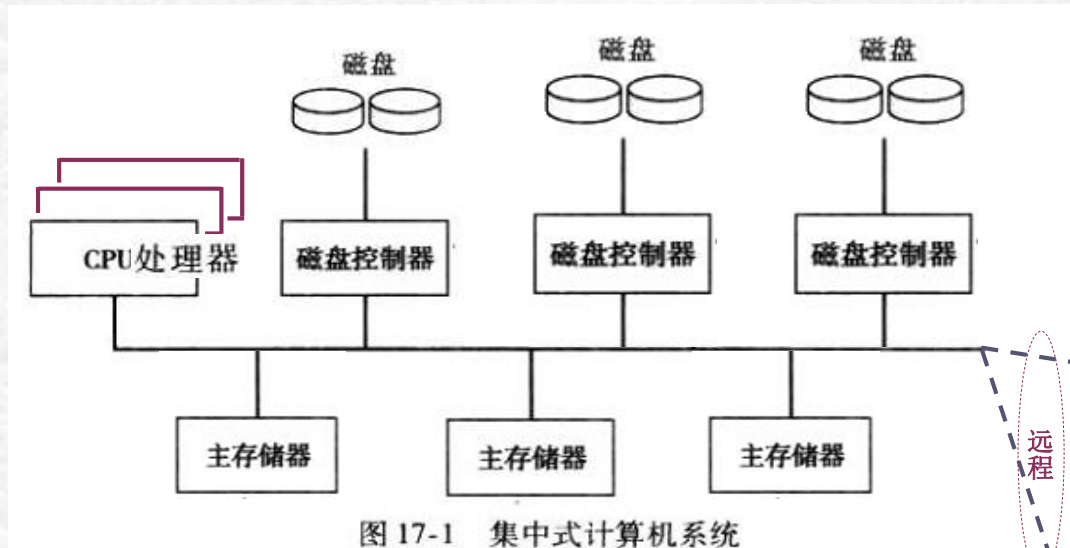 磁盘
磁盘
磁盘
CPU处理器
磁盘控制器
磁盘控制器
磁盘控制器
主存储器
主存储器
主存储器
远程
图 17-1 集中式计算机系统